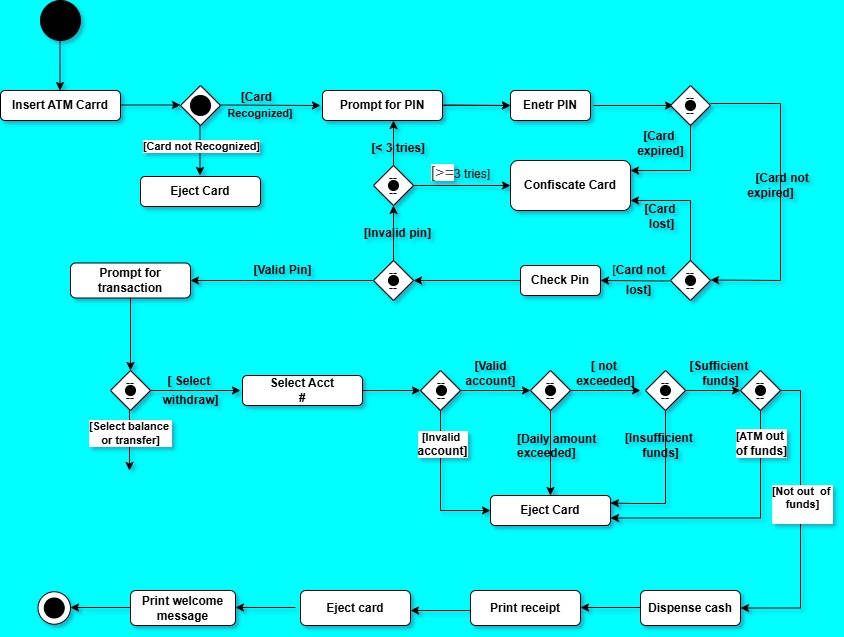 Insert ATM Carrd
[Card
Recognized]
Prompt for PIN
Enetr PIN
[Card not Recognized]
Eject Card
[< 3 tries]
[>=3 tries]
Confiscate Card
[Card
expired]
[Card not
expired]
[Card
lost]
[Invalid pin]
Prompt for
transaction
[Valid Pin]
Check Pin
[Card not
lost]
[ Select
withdraw]
Select Acct
#
[Valid
account]
[ not
exceeded]
[Sufficient
funds]
[Select balance
or transfer]
[Invalid
account]
[Daily amount
exceeded]
[Insufficient
funds]
[ATM out
of funds]
[Not out of
funds]
Eject Card
Print welcome
message
Eject card
Print receipt
Dispense cash